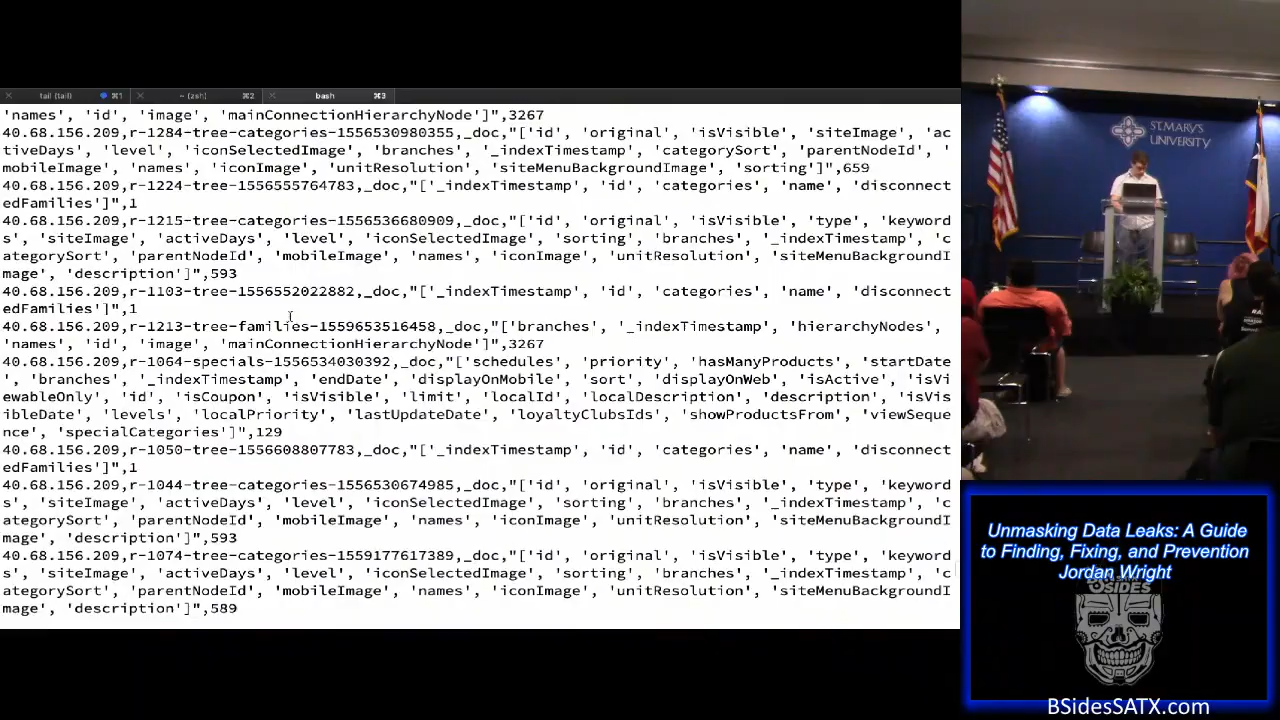 tail (tail) ⌘1 ~ (zsh) ⌘2 bash ⌘3
'names', 'id', 'image', 'mainConnectionHierarchyNode']",3267
40.68.156.209,r-1284-tree-categories-1556530980355,_doc,"['id', 'original', 'isVisible', 'siteImage', 'ac
tiveDays', 'level', 'iconSelectedImage', 'branches', '_indexTimestamp', 'categorySort', 'parentNodeId', '
mobileImage', 'names', 'iconImage', 'unitResolution', 'siteMenuBackgroundImage', 'sorting']",659
40.68.156.209,r-1224-tree-1556555764783,_doc,"['_indexTimestamp', 'id', 'categories', 'name', 'disconnect
edFamilies']",1
40.68.156.209,r-1215-tree-categories-1556536680909,_doc,"['id', 'original', 'isVisible', 'type', 'keyword
s', 'siteImage', 'activeDays', 'level', 'iconSelectedImage', 'sorting', 'branches', '_indexTimestamp', 'c
ategorySort', 'parentNodeId', 'mobileImage', 'names', 'iconImage', 'unitResolution', 'siteMenuBackgroundI
mage', 'description']",593
40.68.156.209,r-1103-tree-1556552022882,_doc,"['_indexTimestamp', 'id', 'categories', 'name', 'disconnect
edFamilies']",1
40.68.156.209,r-1213-tree-families-1559653516458,_doc,"['branches', '_indexTimestamp', 'hierarchyNodes',
'names', 'id', 'image', 'mainConnectionHierarchyNode']",3267
40.68.156.209,r-1064-specials-1556534030392,_doc,"['schedules', 'priority', 'hasManyProducts', 'startDate
', 'branches', '_indexTimestamp', 'endDate', 'displayOnMobile', 'sort', 'displayOnWeb', 'isActive', 'isVi
ewableOnly', 'id', 'isCoupon', 'isVisible', 'limit', 'localId', 'localDescription', 'description', 'isVis
ibleDate', 'levels', 'localPriority', 'lastUpdateDate', 'loyaltyClubsIds', 'showProductsFrom', 'viewSeque
nce', 'specialCategories']",129
40.68.156.209,r-1050-tree-1556608807783,_doc,"['_indexTimestamp', 'id', 'categories', 'name', 'disconnect
edFamilies']",1
40.68.156.209,r-1044-tree-categories-1556530674985,_doc,"['id', 'original', 'isVisible', 'type', 'keyword
s', 'siteImage', 'activeDays', 'level', 'iconSelectedImage', 'sorting', 'branches', '_indexTimestamp', 'c
ategorySort', 'parentNodeId', 'mobileImage', 'names', 'iconImage', 'unitResolution', 'siteMenuBackgroundI
mage', 'description']",593
40.68.156.209,r-1074-tree-categories-1559177617389,_doc,"['id', 'original', 'isVisible', 'type', 'keyword
s', 'siteImage', 'activeDays', 'level', 'iconSelectedImage', 'sorting', 'branches', '_indexTimestamp', 'c
ategorySort', 'parentNodeId', 'mobileImage', 'names', 'iconImage', 'unitResolution', 'siteMenuBackgroundI
mage', 'description']",589
ST. MARY'S
UNIVERSITY
Unmasking Data Leaks: A Guide
to Finding, Fixing, and Prevention
Jordan Wright
BSIDES
BSidesSATX.com